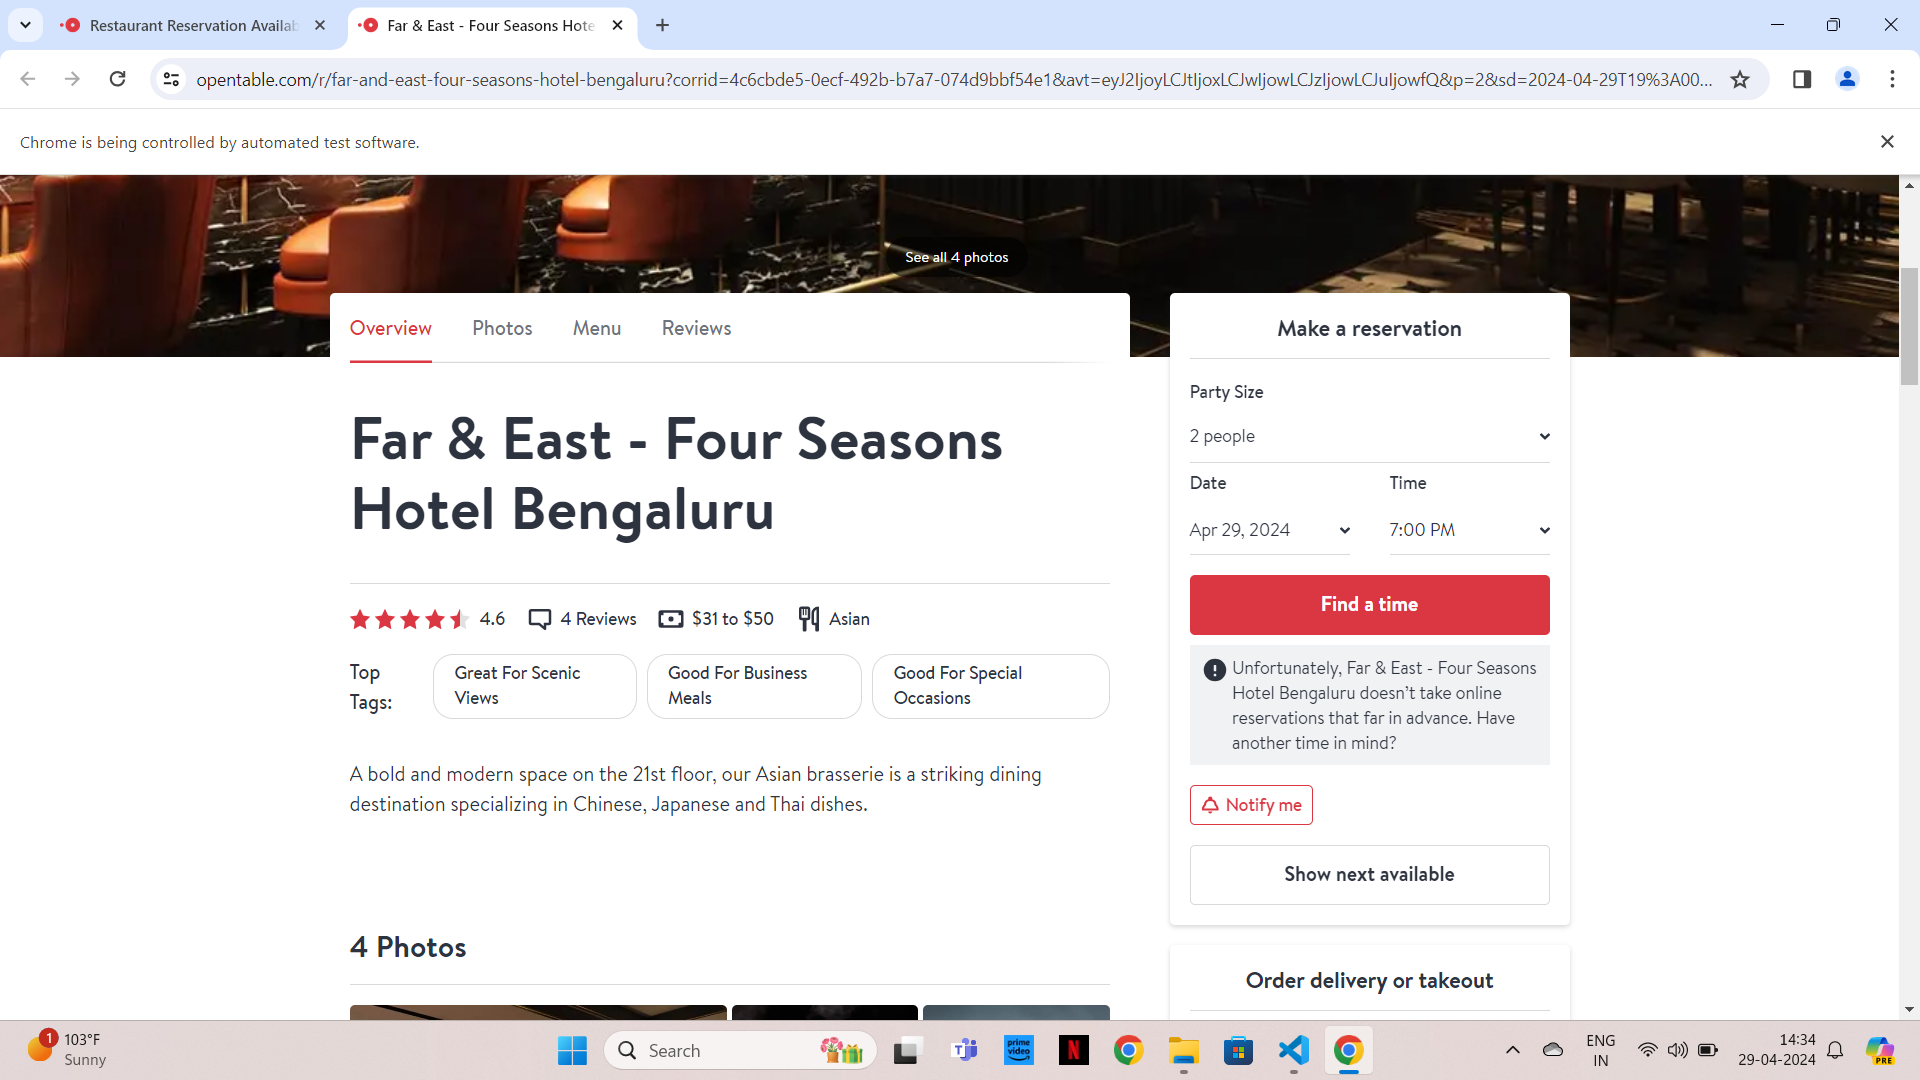 Restaurant Reservation Availab
Far & East - Four Seasons Hote
opentable.com/r/far-and-east-four-seasons-hotel-bengaluru?corrid=4c6cbde5-0ecf-492b-b7a7-074d9bbf54e1&avt=eyJ2IjoyLCJtIjoxLCJwIjowLCJzIjowLCJuIjowfQ&p=2&sd=2024-04-29T19%3A00...
Chrome is being controlled by automated test software.
See all 4 photos
Overview Photos Menu Reviews
Far & East - Four Seasons
Hotel Bengaluru
4.6 4 Reviews $31 to $50 Asian
Top
Tags:
Great For Scenic
Views
Good For Business
Meals
Good For Special
Occasions
A bold and modern space on the 21st floor, our Asian brasserie is a striking dining
destination specializing in Chinese, Japanese and Thai dishes.
4 Photos
Make a reservation
Party Size
2 people
Date Time
Apr 29, 2024 7:00 PM
Find a time
Unfortunately, Far & East - Four Seasons
Hotel Bengaluru doesn't take online
reservations that far in advance. Have
another time in mind?
Notify me
Show next available
Order delivery or takeout
1
103°F
Sunny
Search
prime
video
N
PRE
ENG
IN
14:34
29-04-2024